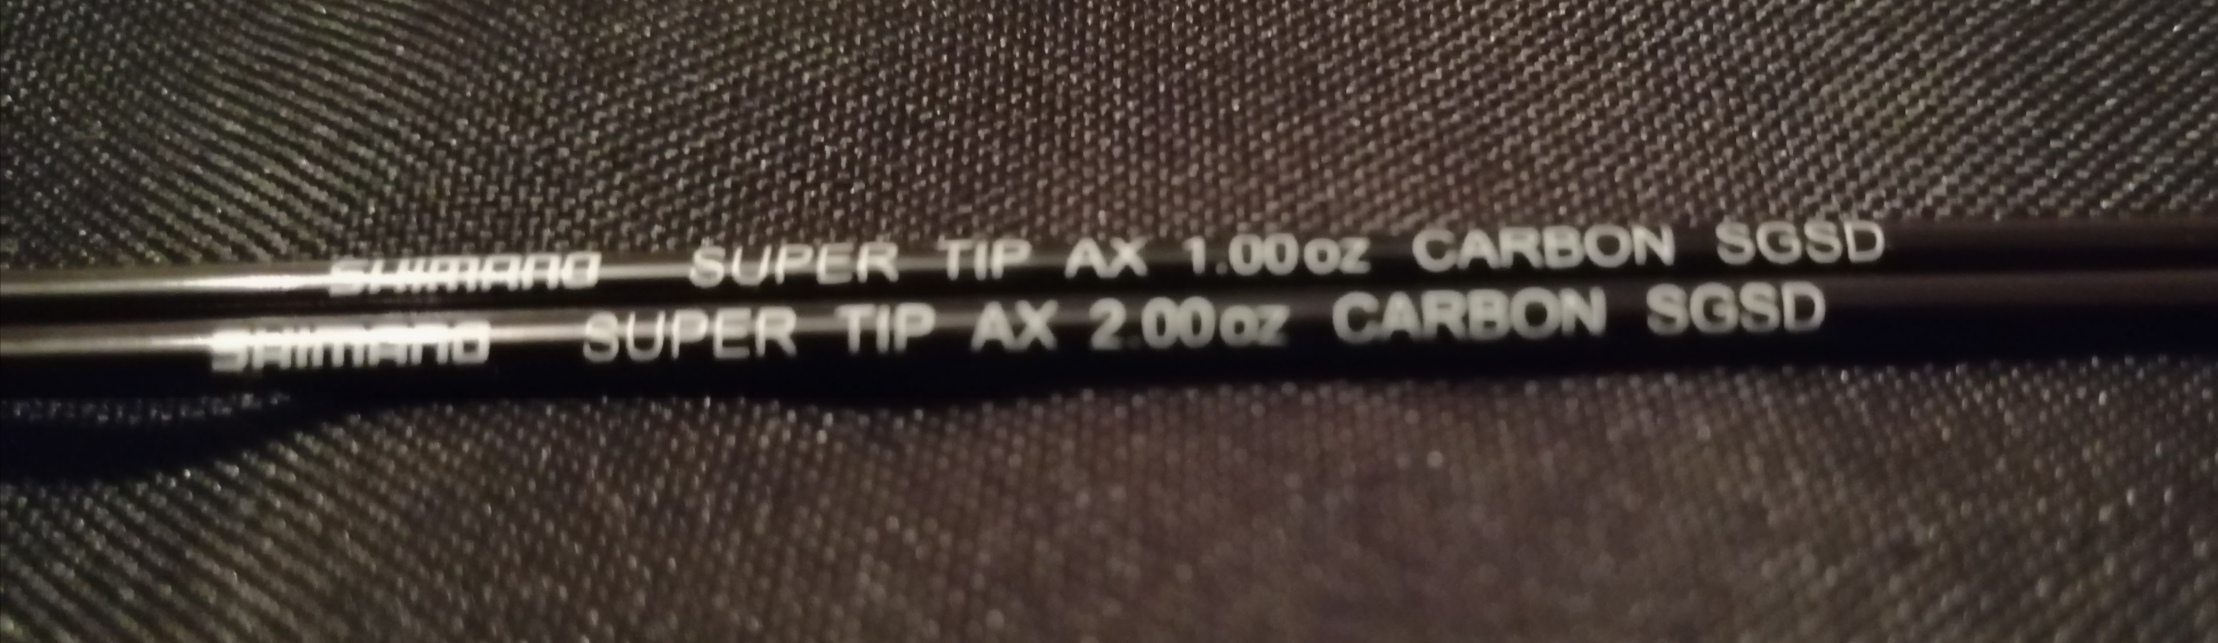 SHIMANO SUPER TIP AX 1.00oz CARBON SGSD
SHIMANO SUPER TIP AX 2.00oz CARBON SGSD